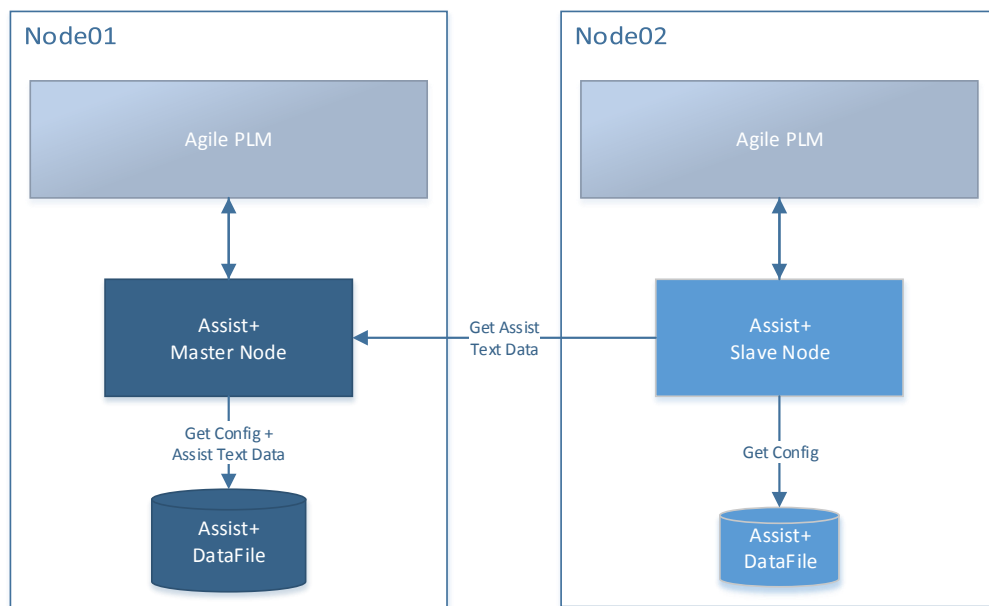 Node01
Node02
Agile PLM
Agile PLM
Assist+
Master Node
Get Assist
Text Data
Assist+
Slave Node
Get Config +
Assist Text Data
Get Config
Assist+
DataFile
Assist+
DataFile